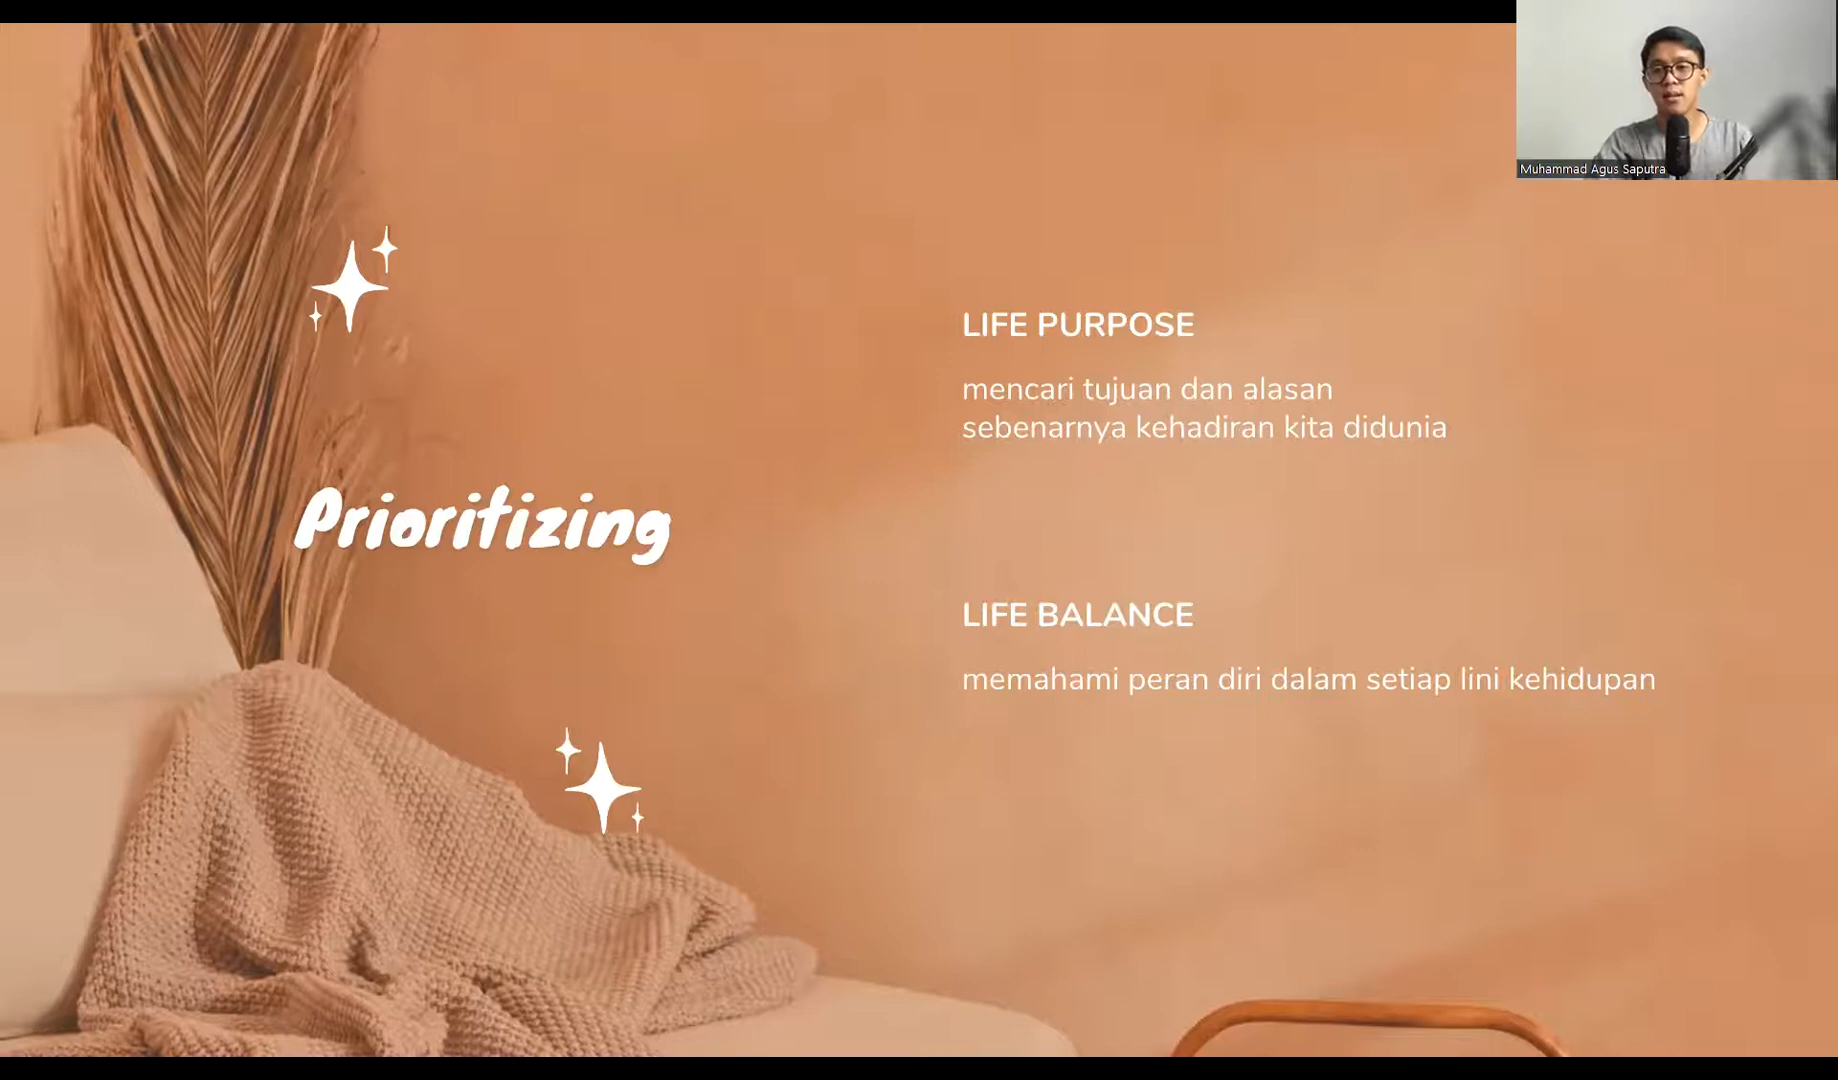 Muhammad Agus Saputra
Prioritizing
LIFE PURPOSE
mencari tujuan dan alasan
sebenarnya kehadiran kita didunia
LIFE BALANCE
memahami peran diri dalam setiap lini kehidupan